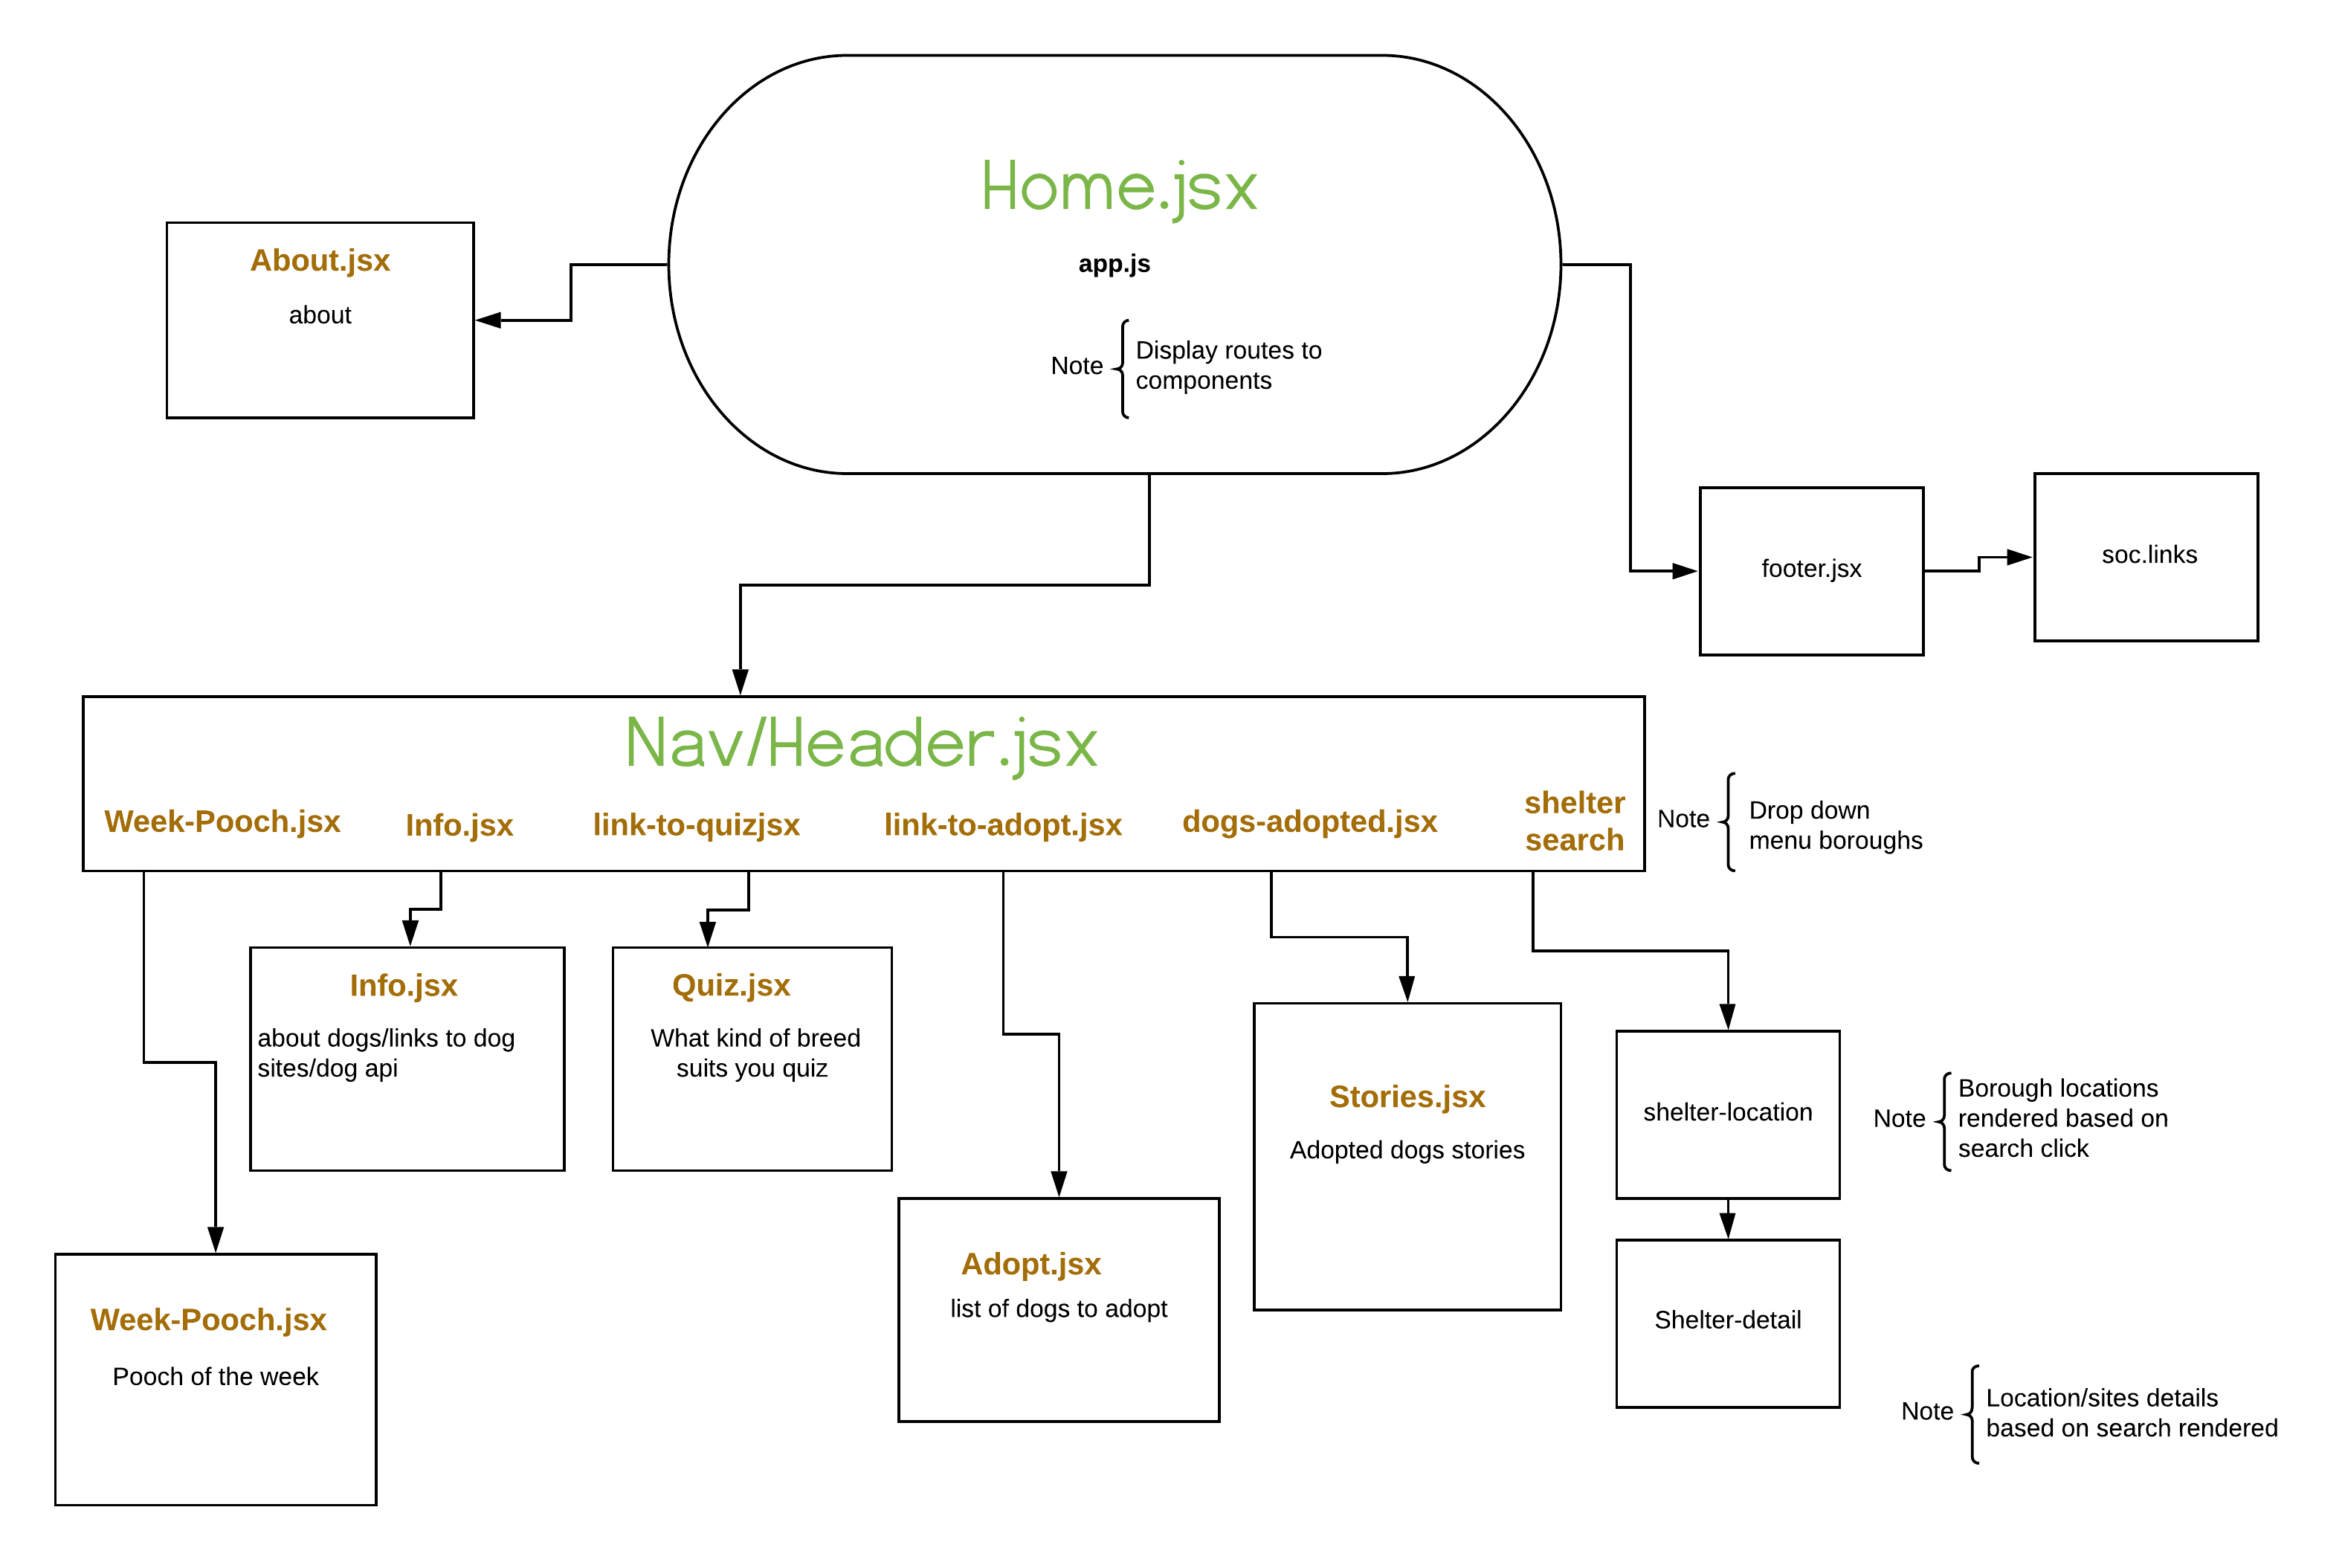 Home.jsx
app.js
Note
Display routes to
components
About.jsx
about
footer.jsx
soc.links
Nav/Header.jsx
Week-Pooch.jsx
Info.jsx
link-to-quizjsx
link-to-adopt.jsx
dogs-adopted.jsx
shelter
search
Note
Drop down
menu boroughs
Info.jsx
about dogs/links to dog
sites/dog api
Quiz.jsx
What kind of breed
suits you quiz
Stories.jsx
Adopted dogs stories
shelter-location
Note
Borough locations
rendered based on
search click
Week-Pooch.jsx
Pooch of the week
Adopt.jsx
list of dogs to adopt
Shelter-detail
Note
Location/sites details
based on search rendered